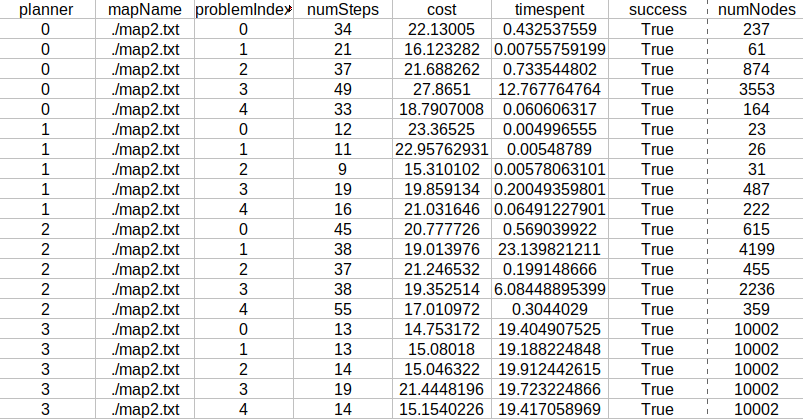 planner mapName problemIndex numSteps cost timespent success numNodes
0 ./map2.txt 0 34 22.13005 0.432537559 True 237
0 ./map2.txt 1 21 16.123282 0.00755759199 True 61
0 ./map2.txt 2 37 21.688262 0.733544802 True 874
0 ./map2.txt 3 49 27.8651 12.767764764 True 3553
0 ./map2.txt 4 33 18.7907008 0.060606317 True 164
1 ./map2.txt 0 12 23.36525 0.004996555 True 23
1 ./map2.txt 1 11 22.95762931 0.00548789 True 26
1 ./map2.txt 2 9 15.310102 0.00578063101 True 31
1 ./map2.txt 3 19 19.859134 0.20049359801 True 487
1 ./map2.txt 4 16 21.031646 0.06491227901 True 222
2 ./map2.txt 0 45 20.777726 0.569039922 True 615
2 ./map2.txt 1 38 19.013976 23.139821211 True 4199
2 ./map2.txt 2 37 21.246532 0.199148666 True 455
2 ./map2.txt 3 38 19.352514 6.08448895399 True 2236
2 ./map2.txt 4 55 17.010972 0.3044029 True 359
3 ./map2.txt 0 13 14.753172 19.404907525 True 10002
3 ./map2.txt 1 13 15.08018 19.188224848 True 10002
3 ./map2.txt 2 14 15.046322 19.912442615 True 10002
3 ./map2.txt 3 19 21.4448196 19.723224866 True 10002
3 ./map2.txt 4 14 15.1540226 19.417058969 True 10002